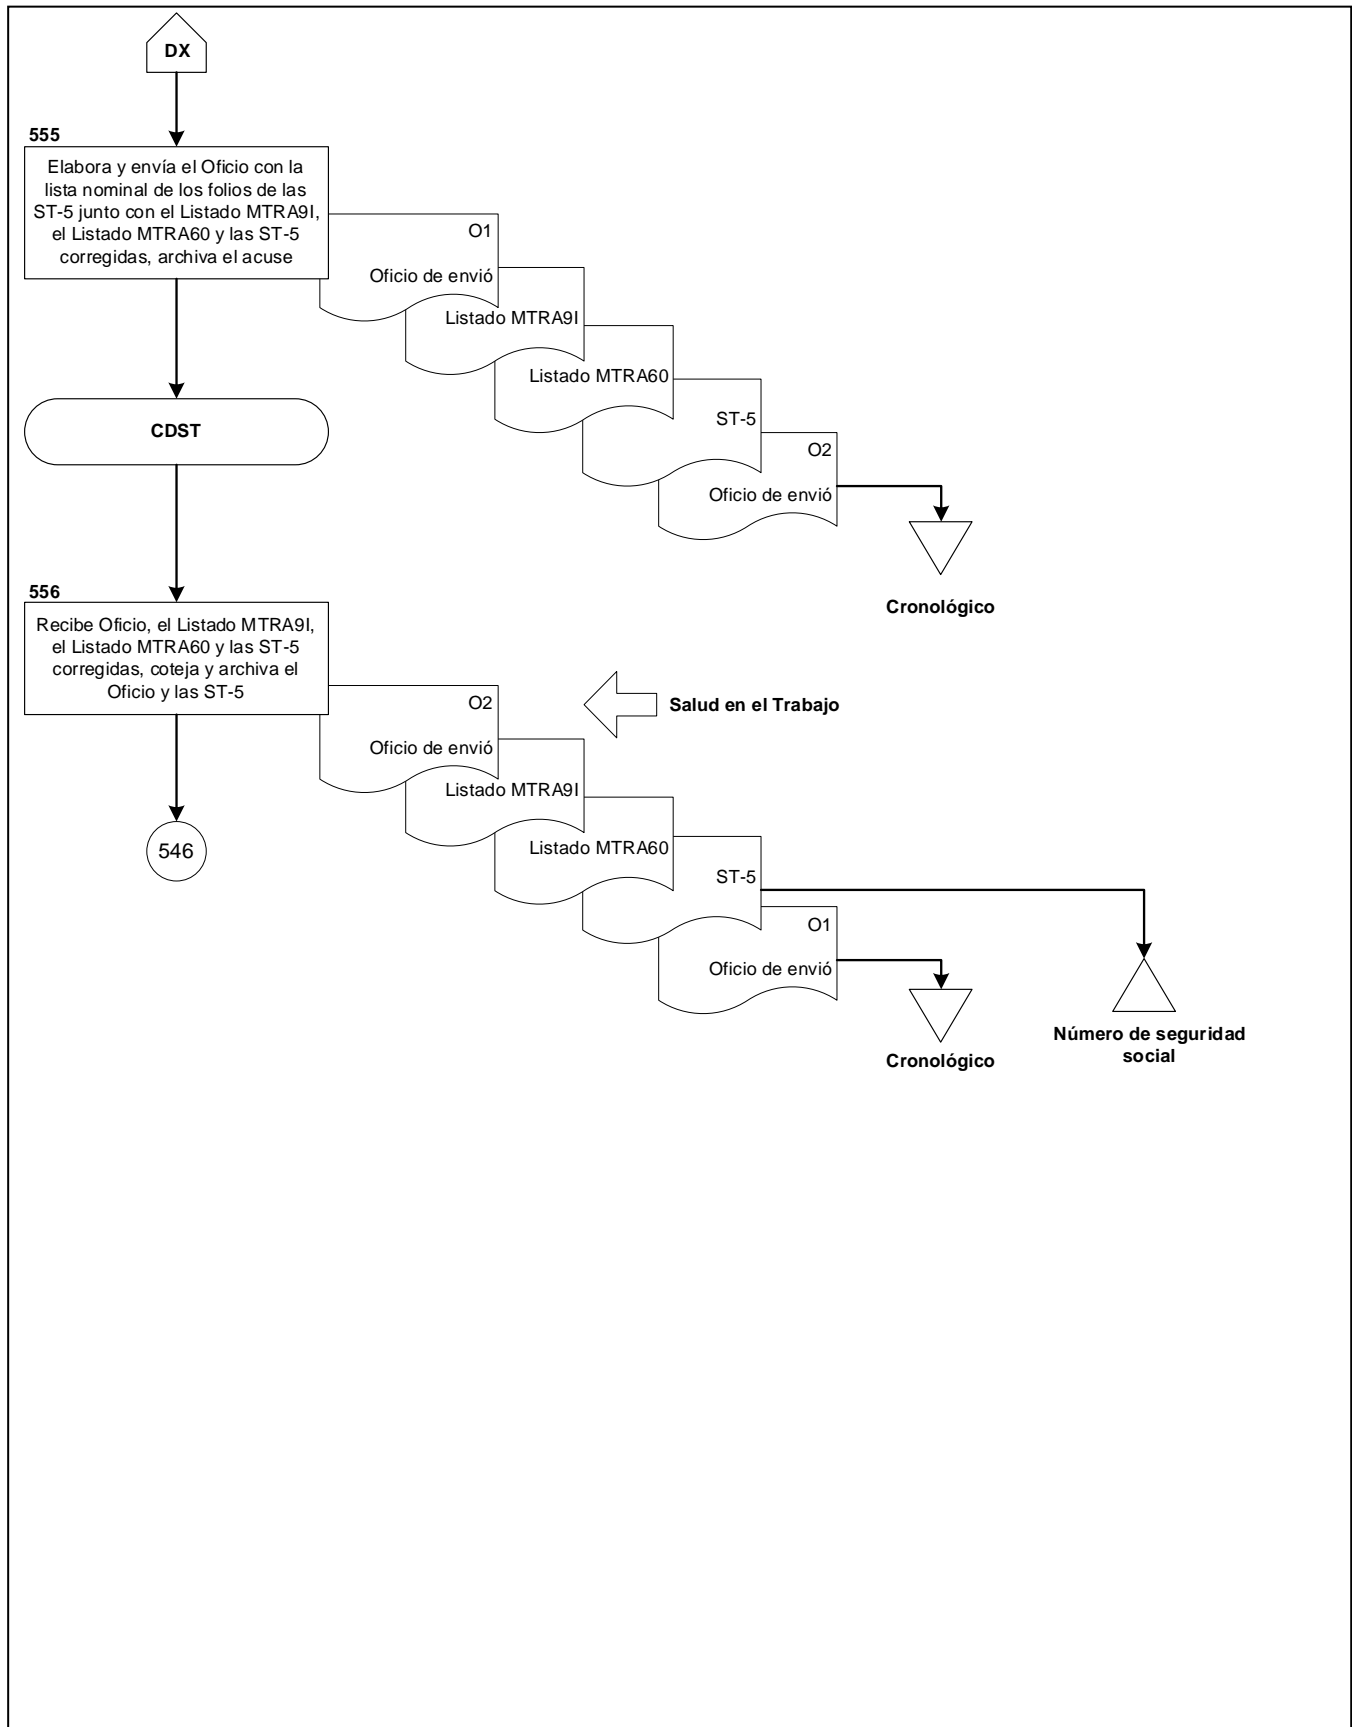 DX
555
Elabora y envía el Oficio con la
lista nominal de los folios de las
ST-5 junto con el Listado MTRA9I,
el Listado MTRA60 y las ST-5
corregidas, archiva el acuse
O1
Oficio de envió
Listado MTRA9I
Listado MTRA60
ST-5
O2
Oficio de envió
Cronológico
CDST
556
Recibe Oficio, el Listado MTRA9I,
el Listado MTRA60 y las ST-5
corregidas, coteja y archiva el
Oficio y las ST-5
O2
Oficio de envió
Salud en el Trabajo
Listado MTRA9I
Listado MTRA60
ST-5
O1
Oficio de envió
Cronológico
Número de seguridad
social
546